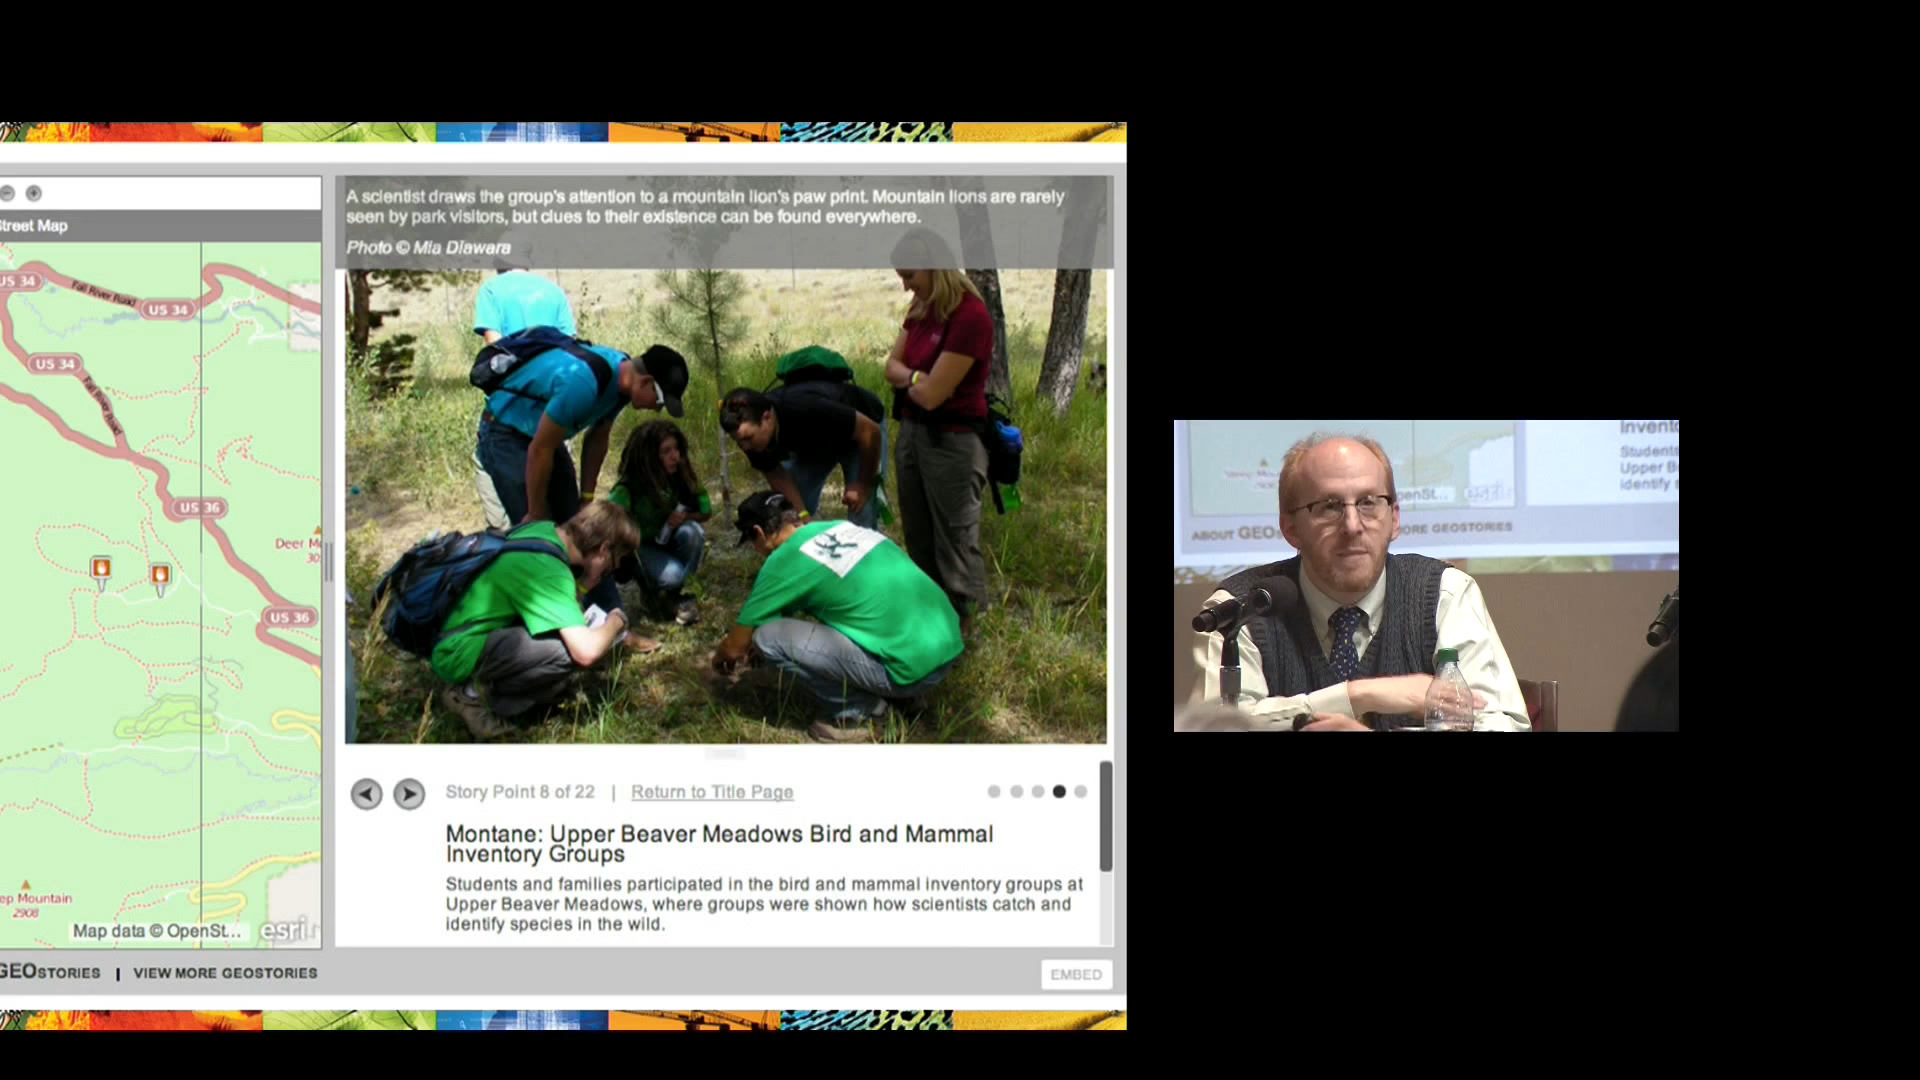 A scientist draws the group's attention to a mountain lion's paw print. Mountain lions are rarely
seen by park visitors, but clues to their existence can be found everywhere.
Photo © Mia Diawara
Street Map
US 34
Fall River Road
US 34
US 34
Fall River Road
US 36
Deer M
30
US 36
ep Mountain
2908
Map data © OpenSt...
esri
Story Point 8 of 22 | Return to Title Page
Montane: Upper Beaver Meadows Bird and Mammal
Inventory Groups
Students and families participated in the bird and mammal inventory groups at
Upper Beaver Meadows, where groups were shown how scientists catch and
identify species in the wild.
GEOSTORIES | VIEW MORE GEOSTORIES
EMBED
Invent
Students
Upper B
identify s
penSt...
ABOUT GEOS
MORE GEOSTORIES